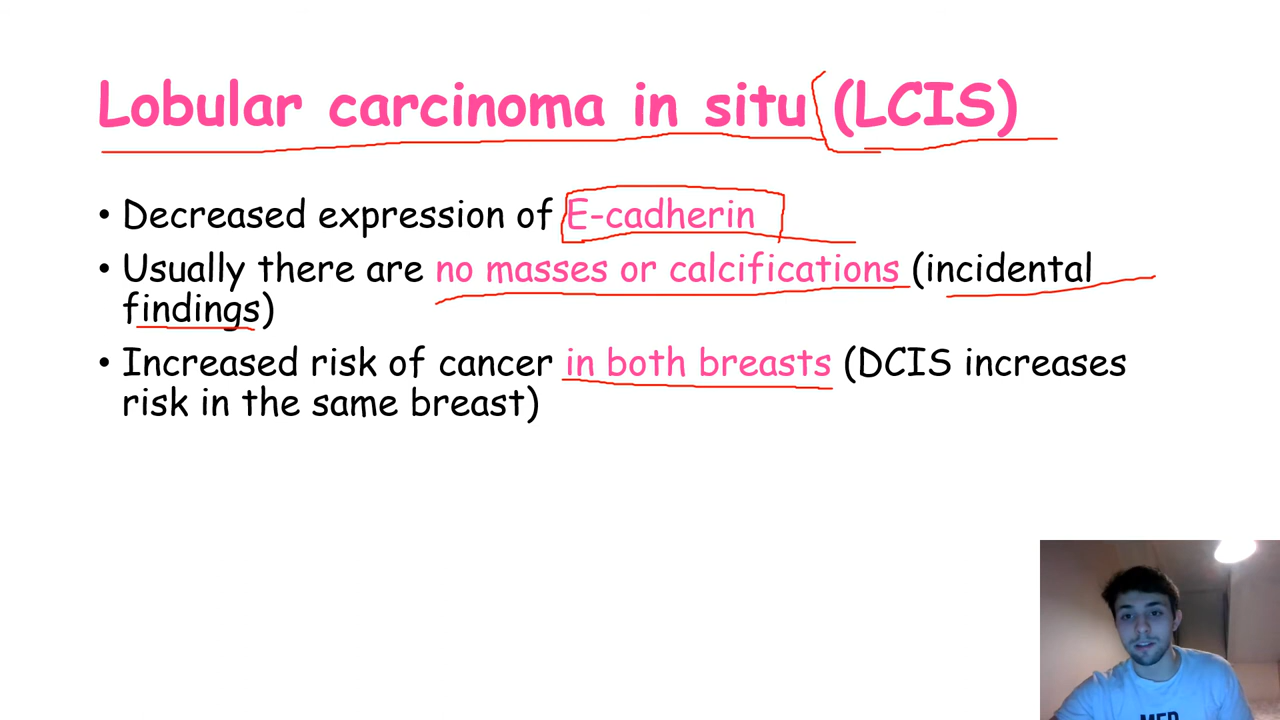 Lobular carcinoma in situ (LCIS)
• Decreased expression of E-cadherin
• Usually there are no masses or calcifications (incidental
findings)
• Increased risk of cancer in both breasts (DCIS increases
risk in the same breast)
MED